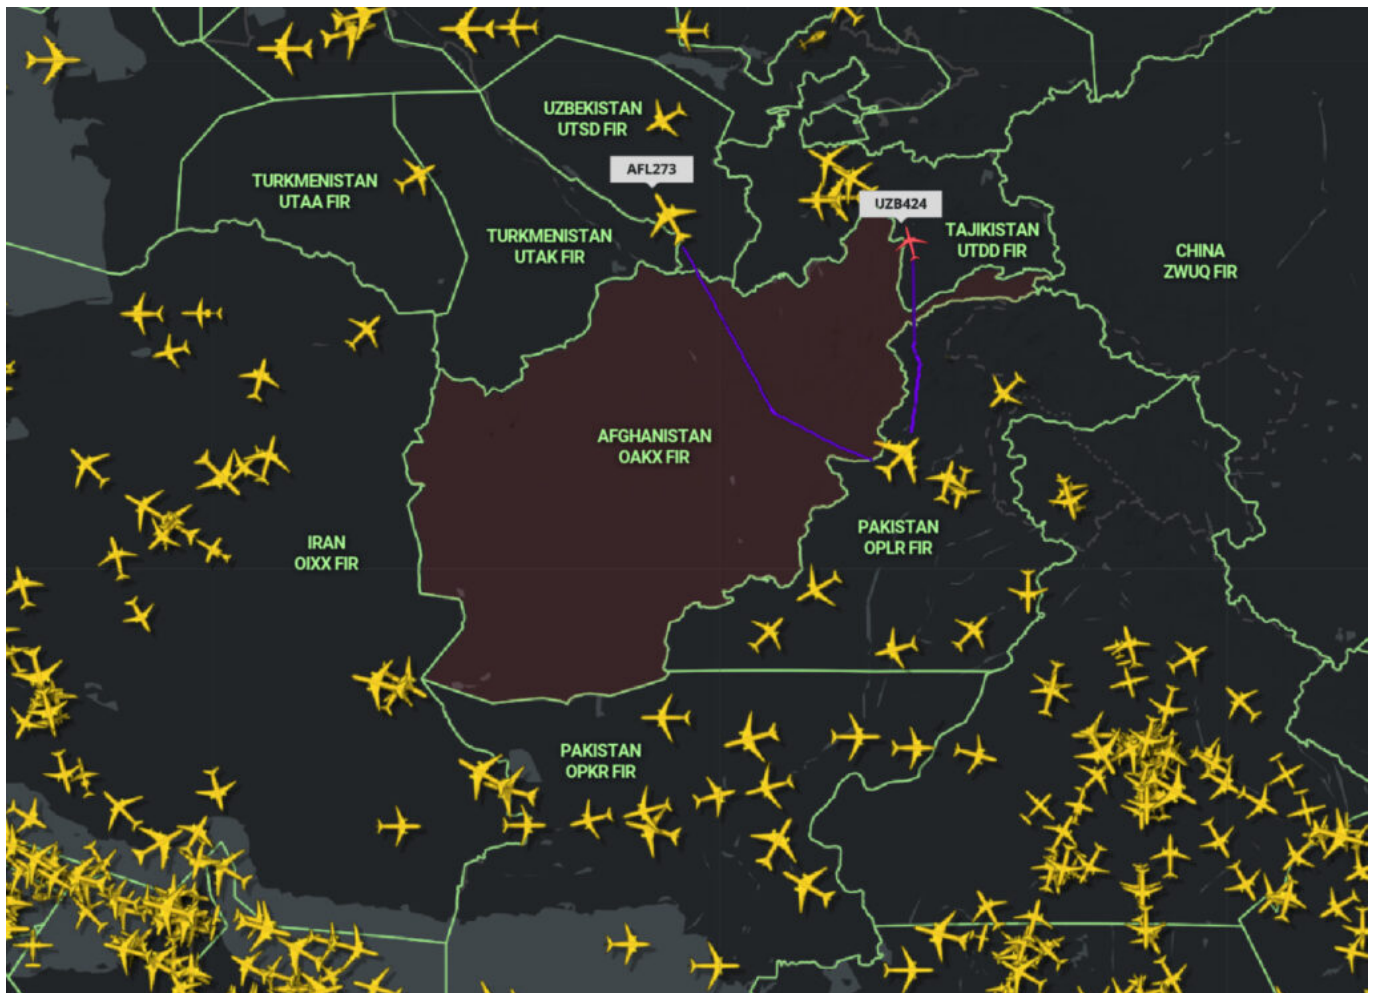 UZBEKISTAN
UTSD FIR
AFL273
TURKMENISTAN
UTAA FIR
UZB424
TURKMENISTAN
UTAK FIR
TAJIKISTAN
UTDD FIR
CHINA
ZWUQ FIR
AFGHANISTAN
OAKX FIR
PAKISTAN
OPLR FIR
IRAN
OIXX FIR
PAKISTAN
OPKR FIR